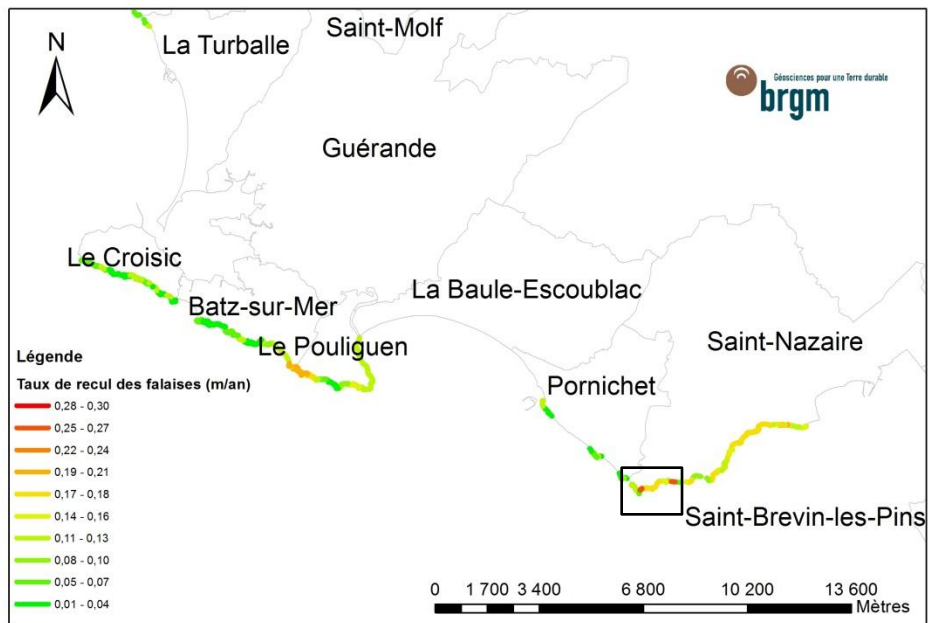 N
La Turballe
Saint-Molf
Géosciences pour une Terre durable
brgm
Guérande
Le Croisic
La Baule-Escoublac
Batz-sur-Mer
Saint-Nazaire
Le Pouliguen
Pornichet
Saint-Brevin-les-Pins
Légende
Taux de recul des falaises (m/an)
0,28 - 0,30
0,25 - 0,27
0,22 - 0,24
0,19 - 0,21
0,17 - 0,18
0,14 - 0,16
0,11 - 0,13
0,08 - 0,10
0,05 - 0,07
0,01 - 0,04
0 1 700 3 400 6 800 10 200 13 600
Mètres